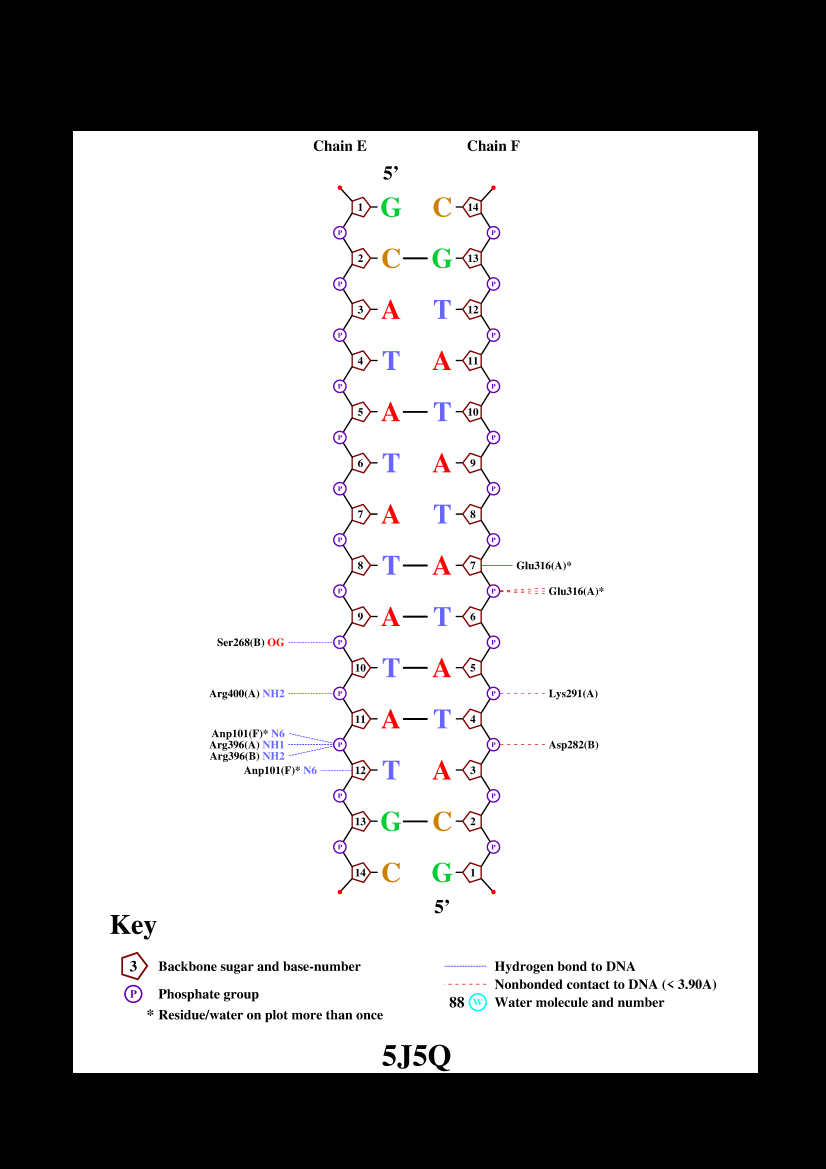 Chain E Chain F
5’
1 G C 14
P P
2 C G 13
P P
3 A T 12
P P
4 T A 11
P P
5 A T 10
P P
6 T A 9
P P
7 A T 8
P P
8 T A 7 Glu316(A)*
P P Glu316(A)*
9 A T 6
Ser268(B) OG P P
10 T A 5
Arg400(A) NH2 P P Lys291(A)
11 A T 4
Anp101(F)* N6
Arg396(A) NH1 P P Asp282(B)
Arg396(B) NH2
Anp101(F)* N6 12 T A 3
P P
13 G C 2
P P
14 C G 1
5’
Key
3 Backbone sugar and base-number
P Phosphate group
* Residue/water on plot more than once
Hydrogen bond to DNA
Nonbonded contact to DNA (< 3.90A)
88 W Water molecule and number
5J5Q